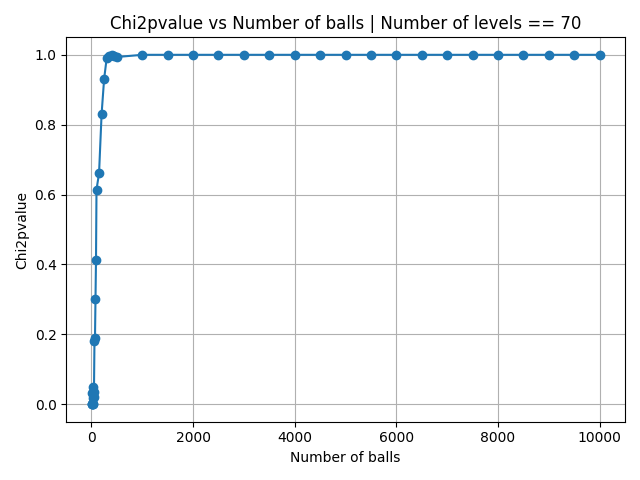 Chi2pvalue vs Number of balls | Number of levels == 70
1.0
0.8
0.6
0.4
0.2
0.0
Chi2pvalue
0 2000 4000 6000 8000 10000
Number of balls